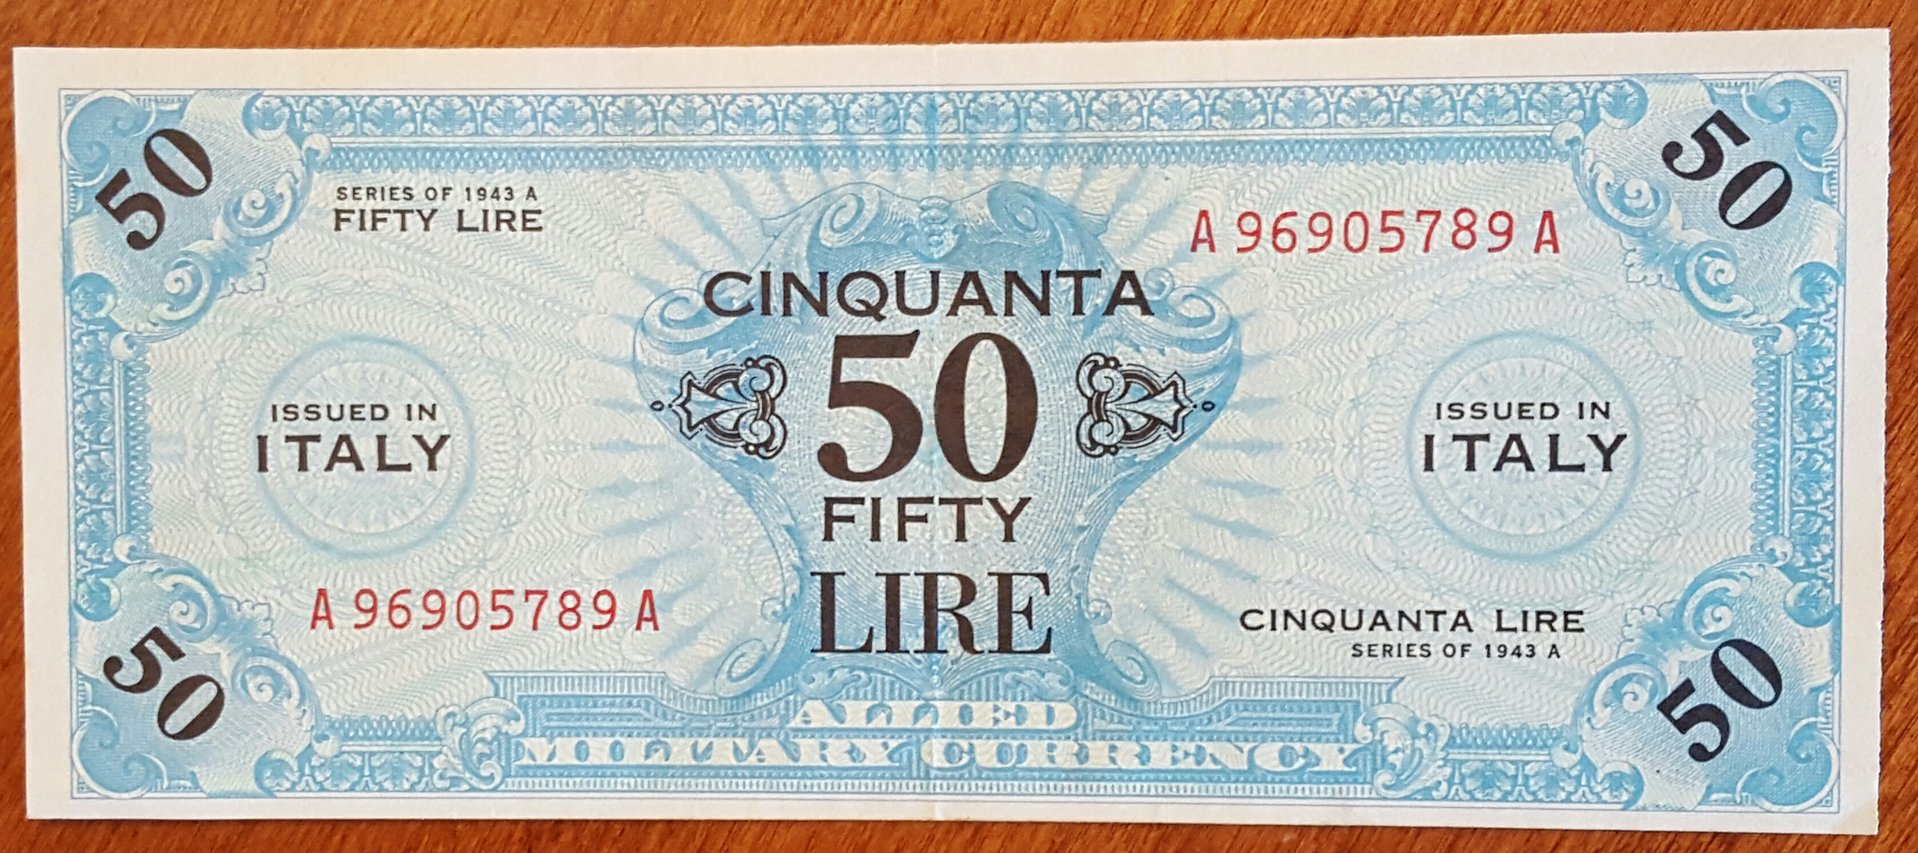 50
50
SERIES OF 1943 A
FIFTY LIRE
A 96905789 A
CINQUANTA
50
FIFTY
LIRE
ISSUED IN
ITALY
ISSUED IN
ITALY
A 96905789 A
CINQUANTA LIRE
SERIES OF 1943 A
50
50
ALLIED
MILITARY CURRENCY